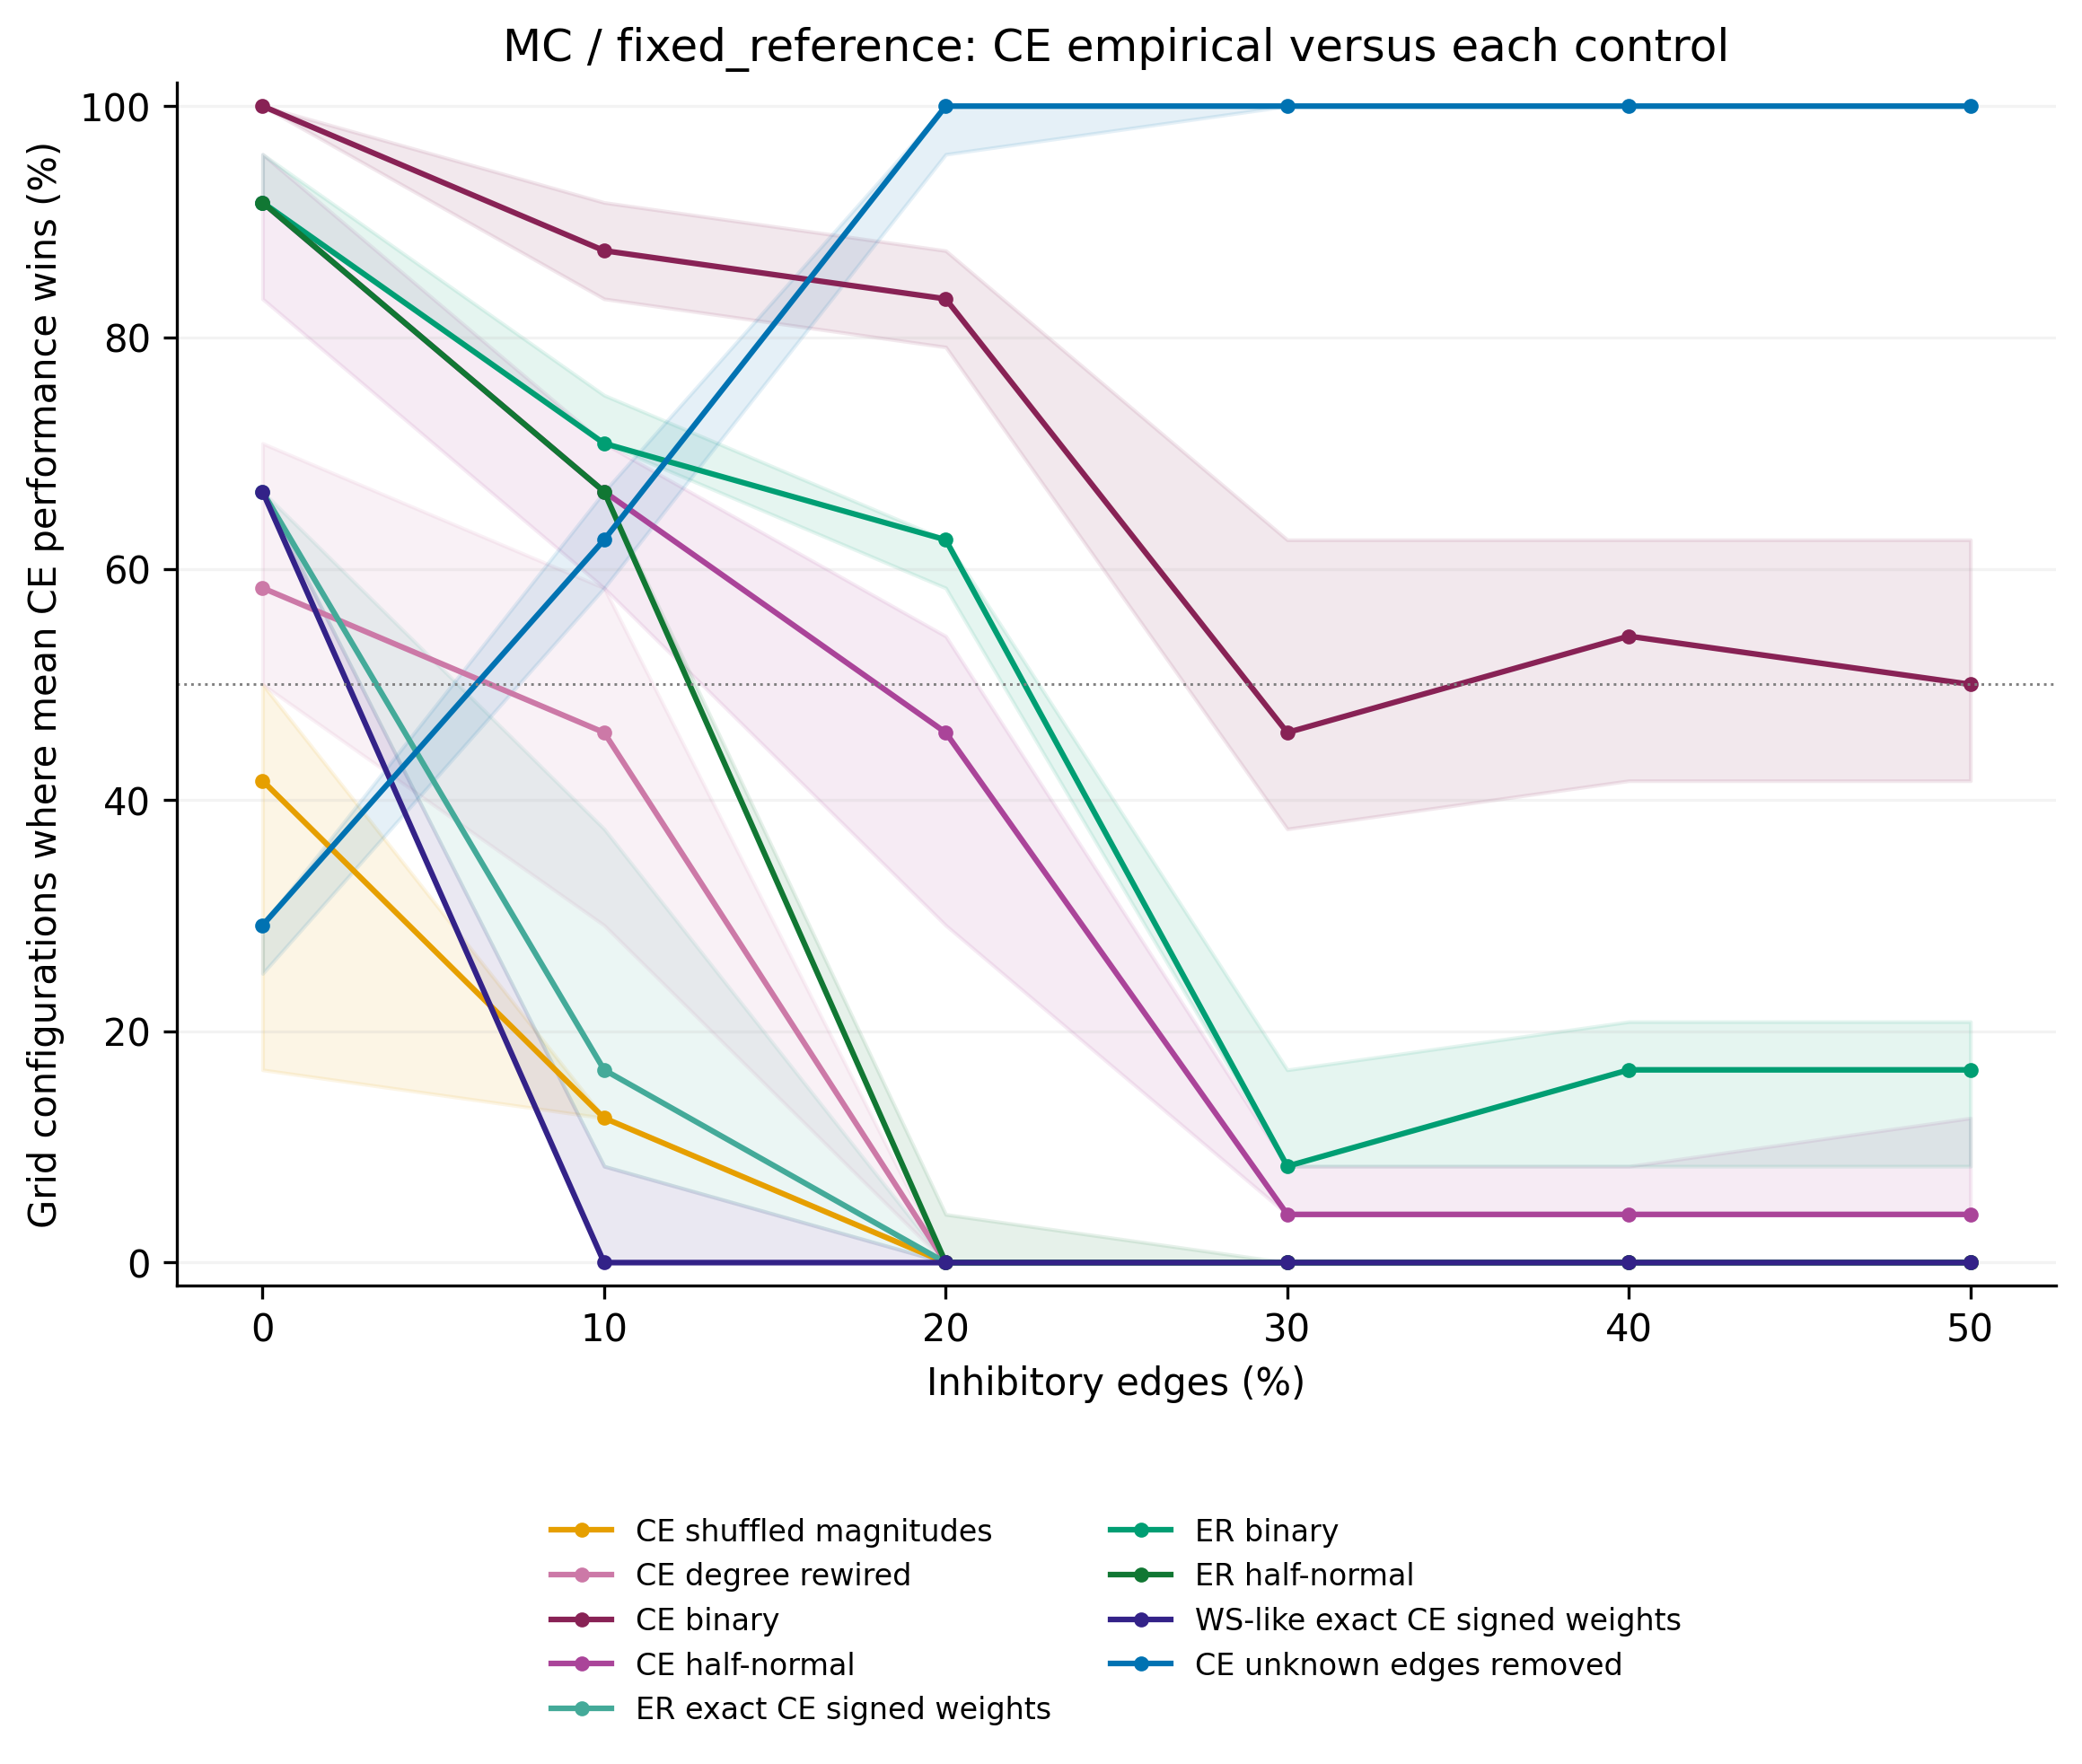 MC / fixed_reference: CE empirical versus each control
Grid configurations where mean CE performance wins (%)
100
80
60
40
20
0
0 10 20 30 40 50
Inhibitory edges (%)
CE shuffled magnitudes
CE degree rewired
CE binary
CE half-normal
ER exact CE signed weights
ER binary
ER half-normal
WS-like exact CE signed weights
CE unknown edges removed